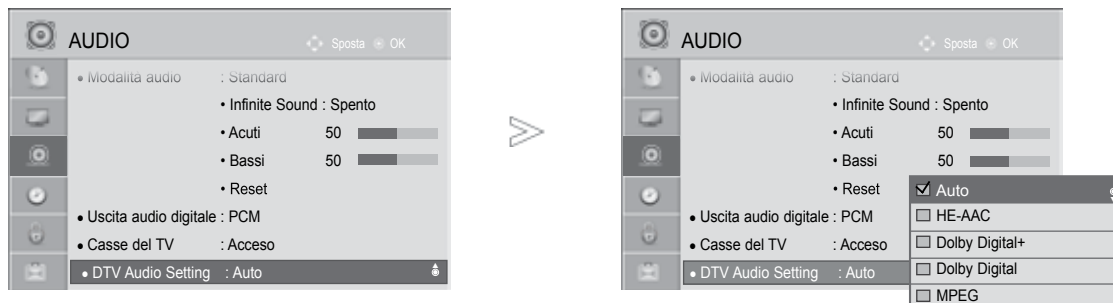 AUDIO
Sposta OK
• Modalità audio : Standard
• Infinite Sound : Spento
• Acuti 50
• Bassi 50
• Reset
• Uscita audio digitale : PCM
• Casse del TV : Acceso
• DTV Audio Setting : Auto
AUDIO
Sposta OK
• Modalità audio : Standard
• Infinite Sound : Spento
• Acuti 50
• Bassi 50
• Reset
• Uscita audio digitale : PCM
• Casse del TV : Acceso
• DTV Audio Setting : Auto
Auto
HE-AAC
Dolby Digital+
Dolby Digital
MPEG